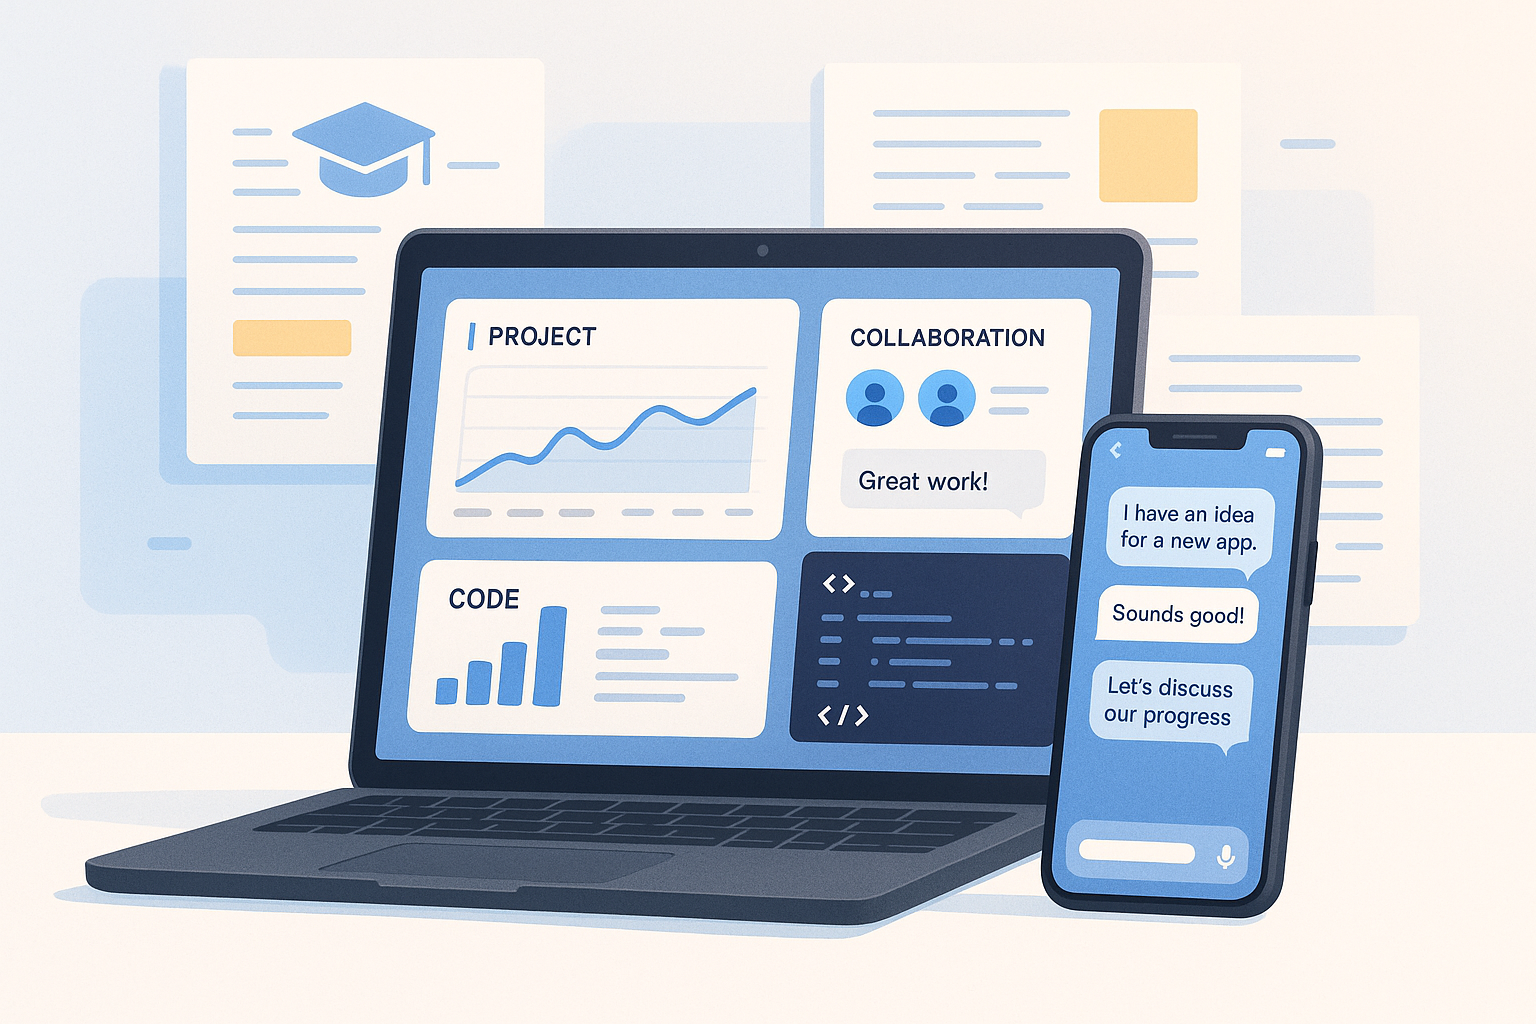 PROJECT
COLLABORATION
Great work!
CODE
<>
</>
I have an idea
for a new app.
Sounds good!
Let's discuss
our progress